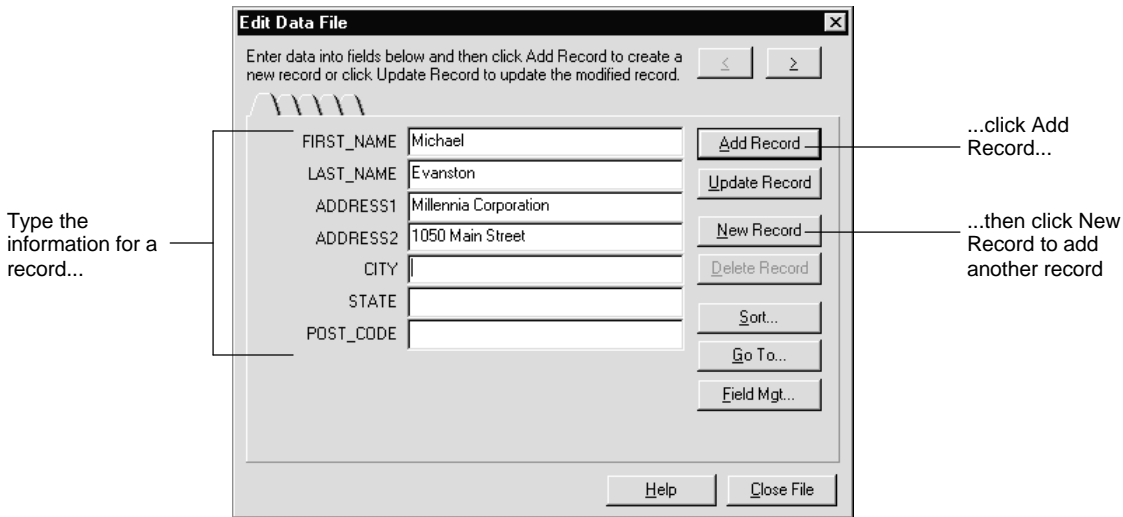 Edit Data File
Enter data into fields below and then click Add Record to create a
new record or click Update Record to update the modified record.
< >
FIRST_NAME Michael
LAST_NAME Evanston
ADDRESS1 Millennia Corporation
ADDRESS2 1050 Main Street
CITY
STATE
POST_CODE
Add Record
Update Record
New Record
Delete Record
Sort...
Go To...
Field Mgt...
Help
Close File
Type the
information for a
record...
...click Add
Record...
...then click New
Record to add
another record